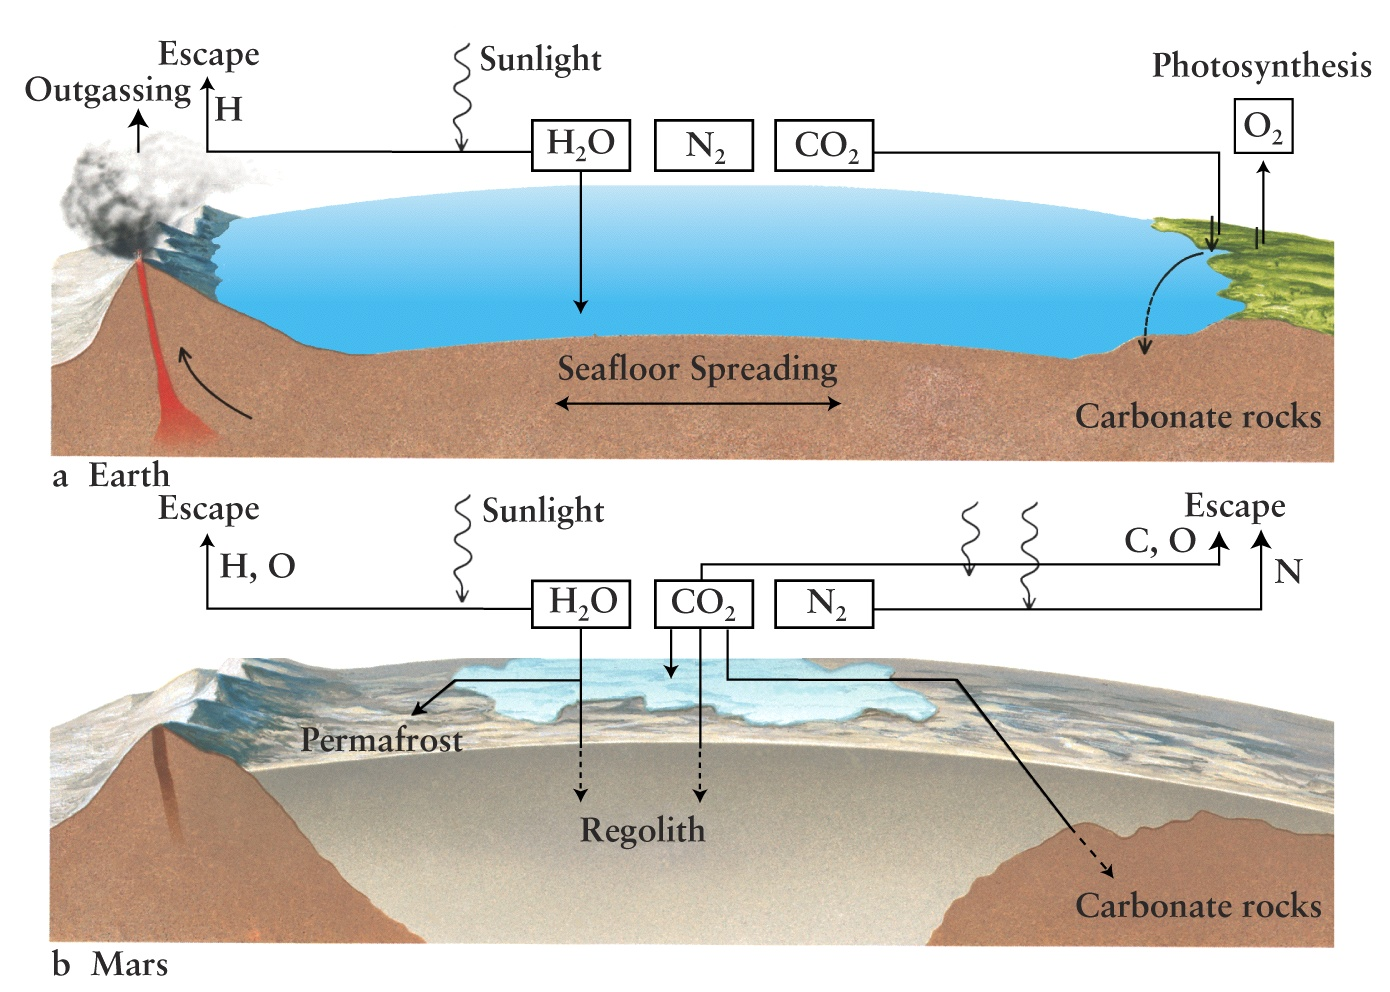 Escape
Sunlight
Photosynthesis
Outgassing
H
H₂O
N₂
CO₂
O₂
Seafloor Spreading
Carbonate rocks
a Earth
Escape
Sunlight
Escape
H, O
C, O
N
H₂O
CO₂
N₂
Permafrost
Regolith
Carbonate rocks
b Mars